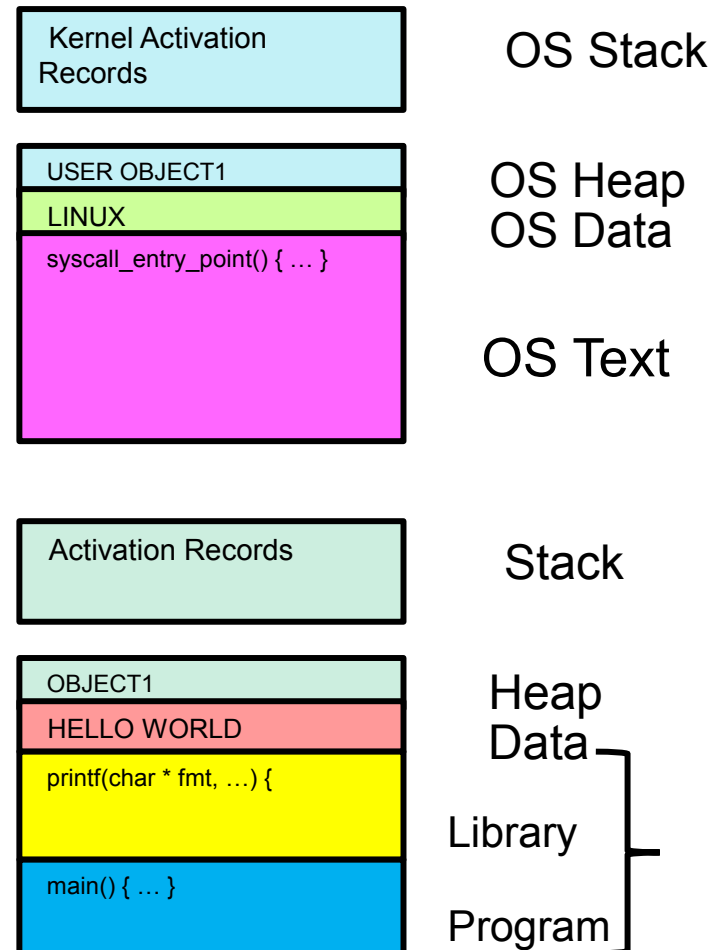 Kernel Activation
Records
OS Stack
USER OBJECT1
OS Heap
LINUX
OS Data
syscall_entry_point() { … }
OS Text
Activation Records
Stack
OBJECT1
Heap
HELLO WORLD
Data
printf(char * fmt, …) {
Library
main() { … }
Program